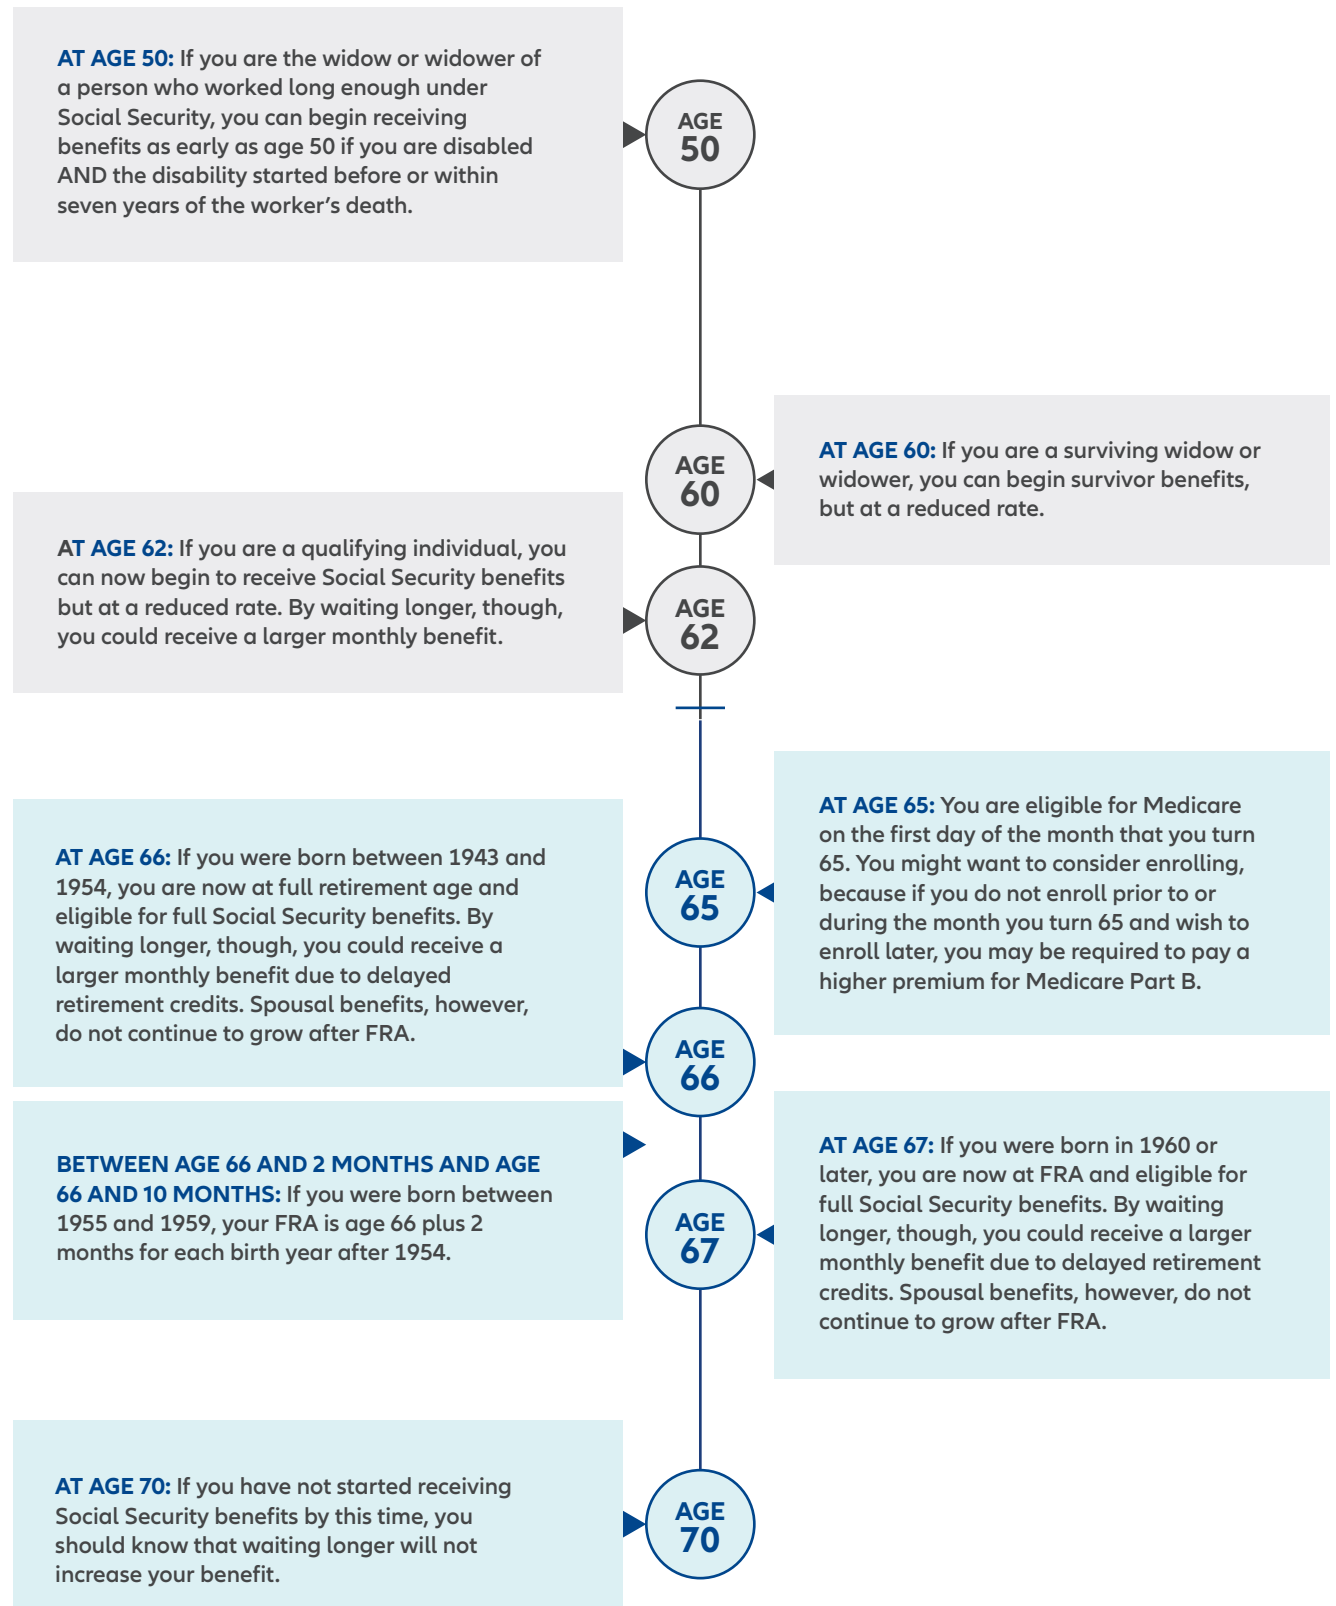 AT AGE 50: If you are the widow or widower of
a person who worked long enough under
Social Security, you can begin receiving
benefits as early as age 50 if you are disabled
AND the disability started before or within
seven years of the worker’s death.
AGE
50
AGE
60
AT AGE 60: If you are a surviving widow or
widower, you can begin survivor benefits,
but at a reduced rate.
AT AGE 62: If you are a qualifying individual, you
can now begin to receive Social Security benefits
but at a reduced rate. By waiting longer, though,
you could receive a larger monthly benefit.
AGE
62
AT AGE 65: You are eligible for Medicare
on the first day of the month that you turn
65. You might want to consider enrolling,
because if you do not enroll prior to or
during the month you turn 65 and wish to
enroll later, you may be required to pay a
higher premium for Medicare Part B.
AGE
65
AT AGE 66: If you were born between 1943 and
1954, you are now at full retirement age and
eligible for full Social Security benefits. By
waiting longer, though, you could receive a
larger monthly benefit due to delayed
retirement credits. Spousal benefits, however,
do not continue to grow after FRA.
AGE
66
BETWEEN AGE 66 AND 2 MONTHS AND AGE
66 AND 10 MONTHS: If you were born between
1955 and 1959, your FRA is age 66 plus 2
months for each birth year after 1954.
AGE
67
AT AGE 67: If you were born in 1960 or
later, you are now at FRA and eligible for
full Social Security benefits. By waiting
longer, though, you could receive a larger
monthly benefit due to delayed retirement
credits. Spousal benefits, however, do not
continue to grow after FRA.
AT AGE 70: If you have not started receiving
Social Security benefits by this time, you
should know that waiting longer will not
increase your benefit.
AGE
70